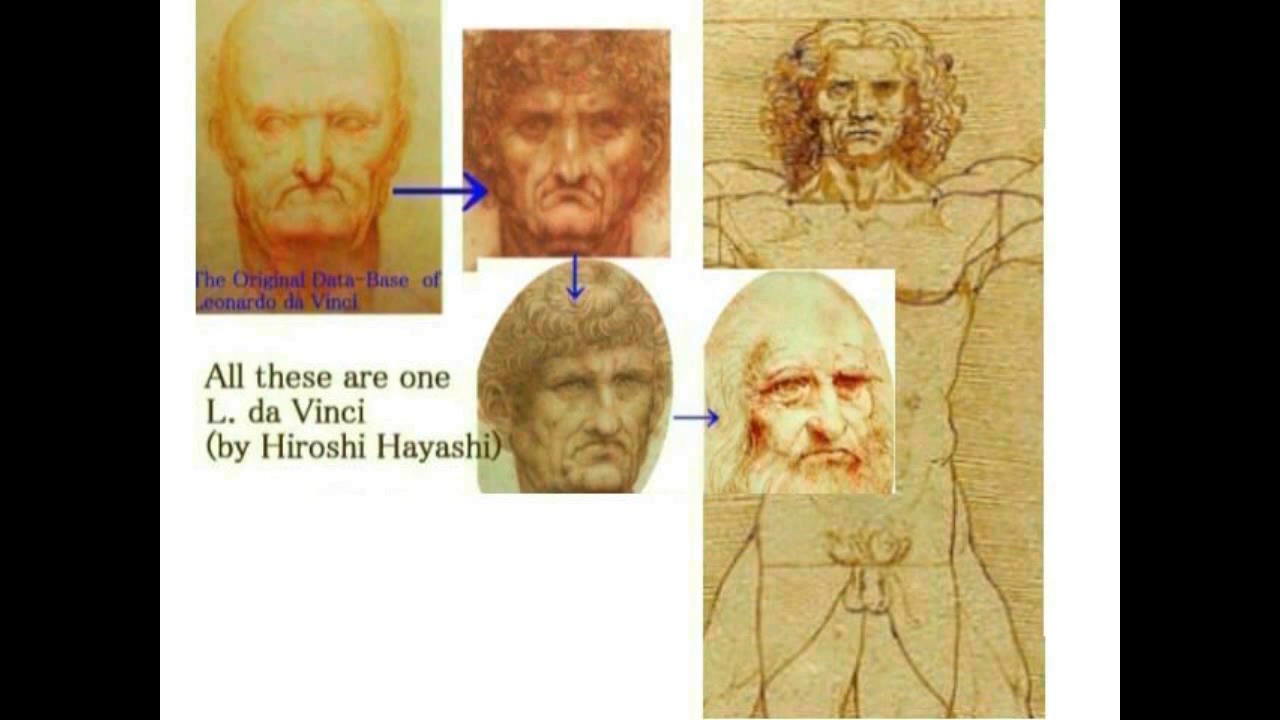 The Original Data-Base of
Leonardo da Vinci
All these are one
L. da Vinci
(by Hiroshi Hayashi)